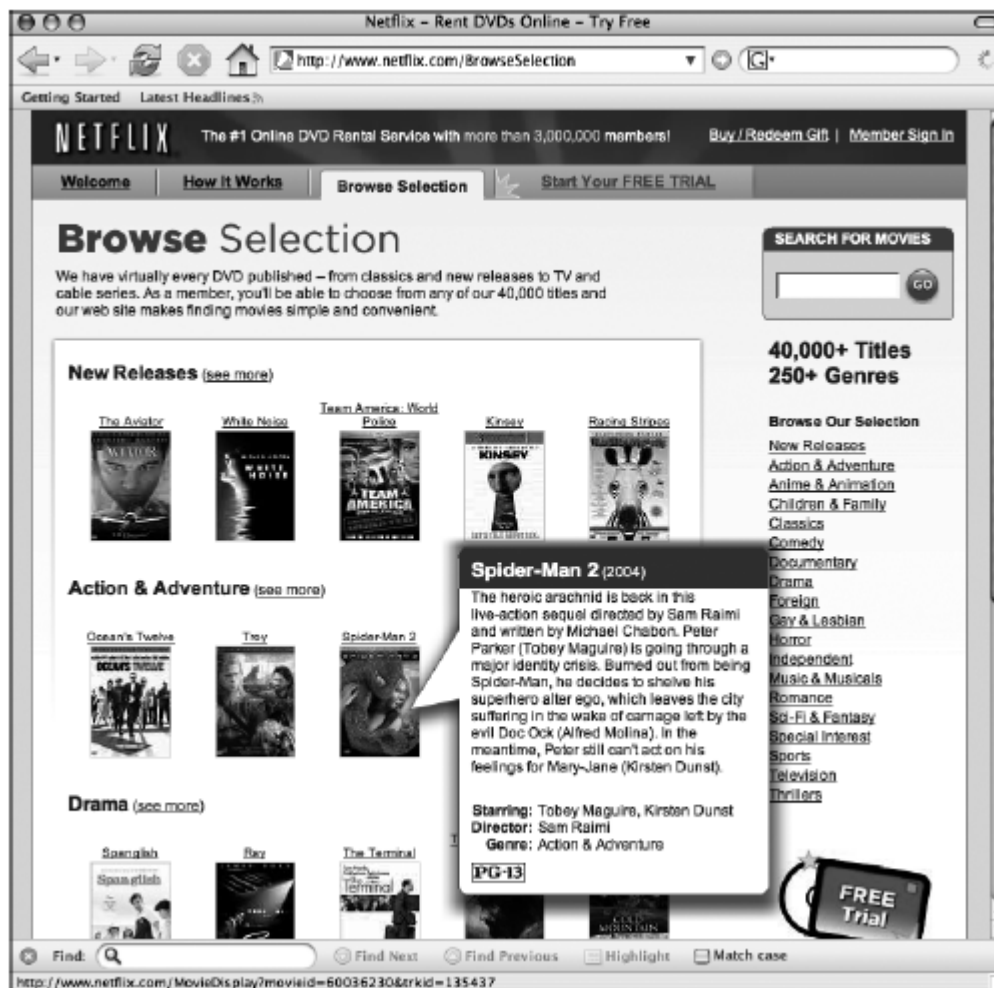 Netflix – Rent DVDs Online – Try Free
http://www.netflix.com/BrowseSelection
G
Getting Started Latest Headlines
NETFLIX The #1 Online DVD Rental Service with more than 3,000,000 members! Buy / Redeem Gift | Member Sign In
Welcome How It Works Browse Selection Start Your FREE TRIAL
Browse Selection
We have virtually every DVD published – from classics and new releases to TV and
cable series. As a member, you'll be able to choose from any of our 40,000 titles and
our web site makes finding movies simple and convenient.
SEARCH FOR MOVIES
GO
40,000+ Titles
250+ Genres
New Releases (see more)
The Aviator White Noise Team America: World Police Kinsey Racing Stripes
AVIATOR
WHITE
NOISE
TEAM
AMERICA
KINSEY
Browse Our Selection
New Releases
Action & Adventure
Anime & Animation
Children & Family
Classics
Comedy
Documentary
Drama
Foreign
Gay & Lesbian
Horror
Independent
Music & Musicals
Romance
Sci-Fi & Fantasy
Special Interest
Sports
Television
Thrillers
Action & Adventure (see more)
Ocean's Twelve Troy Spider-Man 2
OCEANS TWELVE
Spider-Man 2 (2004)
The heroic arachnid is back in this
live-action sequel directed by Sam Raimi
and written by Michael Chabon. Peter
Parker (Tobey Maguire) is going through a
major identity crisis. Burned out from being
Spider-Man, he decides to shelve his
superhero alter ego, which leaves the city
suffering in the wake of carnage left by the
evil Doc Ock (Alfred Molina). In the
meantime, Peter still can't act on his
feelings for Mary-Jane (Kirsten Dunst).
Starring: Tobey Maguire, Kirsten Dunst
Director: Sam Raimi
Genre: Action & Adventure
PG-13
Drama (see more)
Spanglish Ray The Terminal
Spanglish
Terminal
COLD
MOUNTAIN
FREE
Trial
Find: Find Next Find Previous Highlight Match case
http://www.netflix.com/MovieDisplay?movieid=60036230&trkid=135437